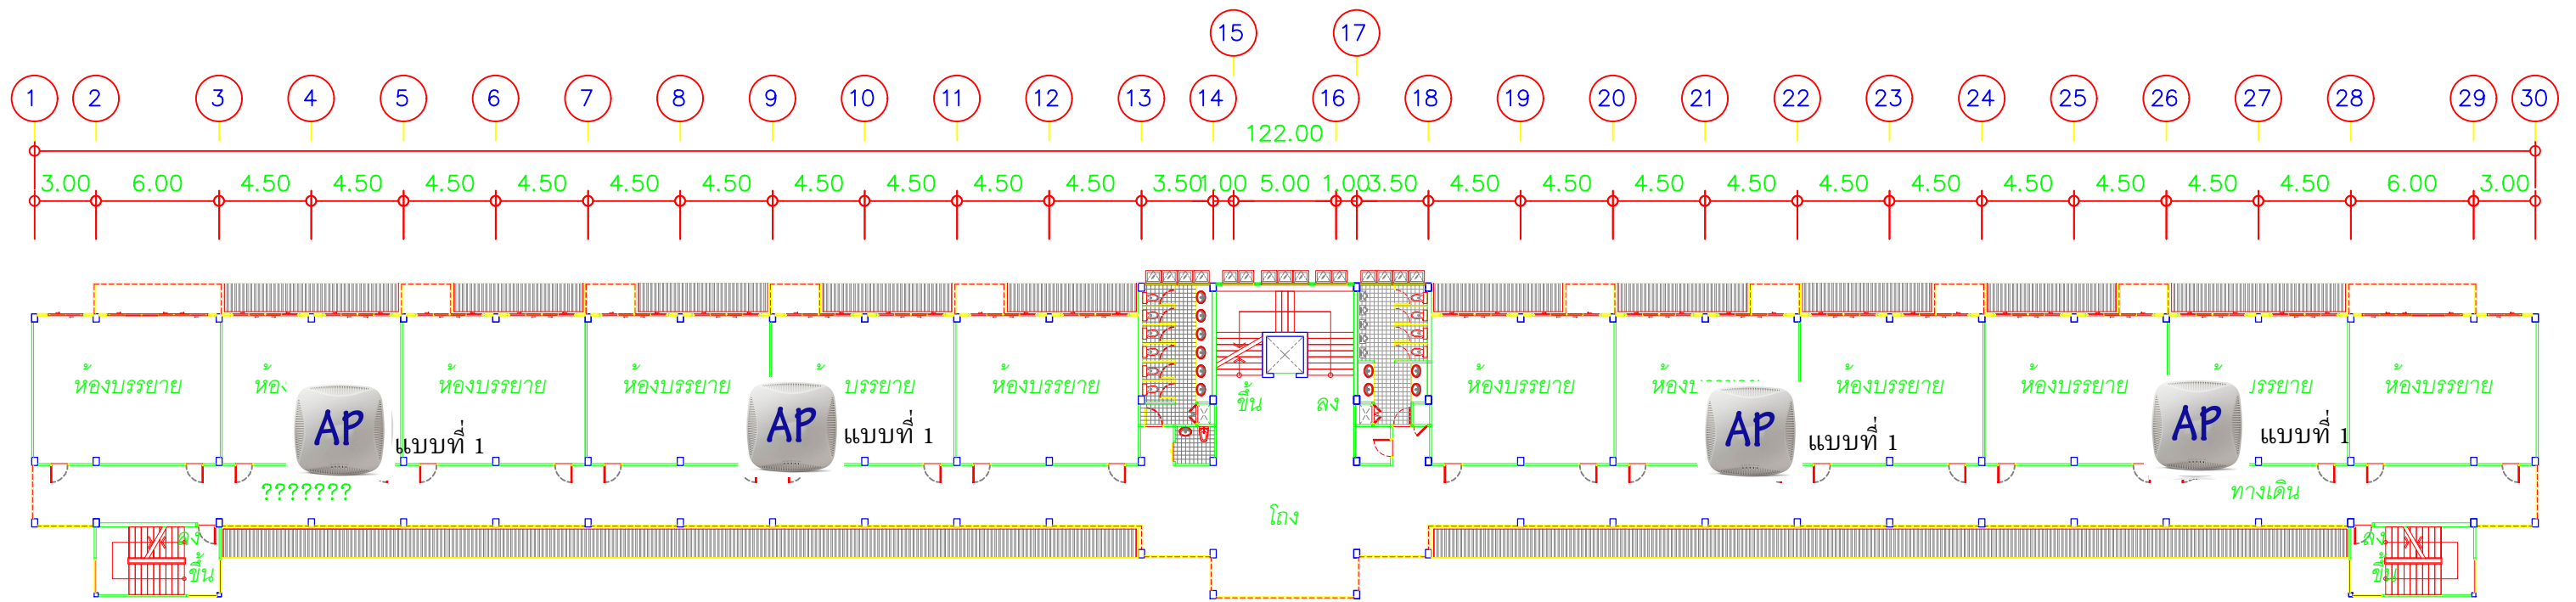 15 17
1 2 3 4 5 6 7 8 9 10 11 12 13 14 16 18 19 20 21 22 23 24 25 26 27 28 29 30
122.00
3.00 6.00 4.50 4.50 4.50 4.50 4.50 4.50 4.50 4.50 4.50 4.50 3.50 1.00 5.00 1.00 3.50 4.50 4.50 4.50 4.50 4.50 4.50 4.50 4.50 4.50 4.50 6.00 3.00
ห้องบรรยาย ห้อง ห้องบรรยาย ห้องบรรยาย บรรยาย ห้องบรรยาย ห้องบรรยาย ห้องบรรยาย ห้องบรรยาย ห้องบรรยาย
ขึ้น ลง
AP แบบที่ 1 AP แบบที่ 1 AP แบบที่ 1 AP แบบที่ 1
??????? ทางเดิน
โถง
ลง ลง
ขึ้น ขึ้น